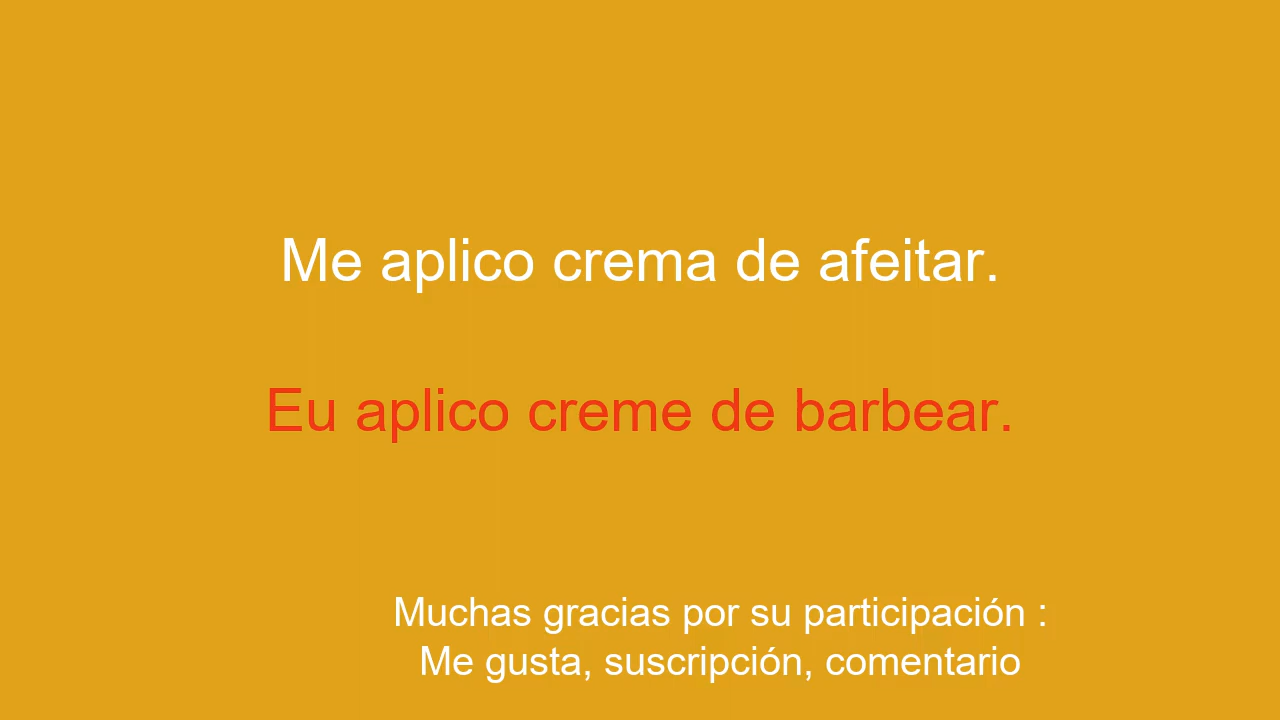 Me aplico crema de afeitar.
Eu aplico creme de barbear.
Muchas gracias por su participación :
Me gusta, suscripción, comentario